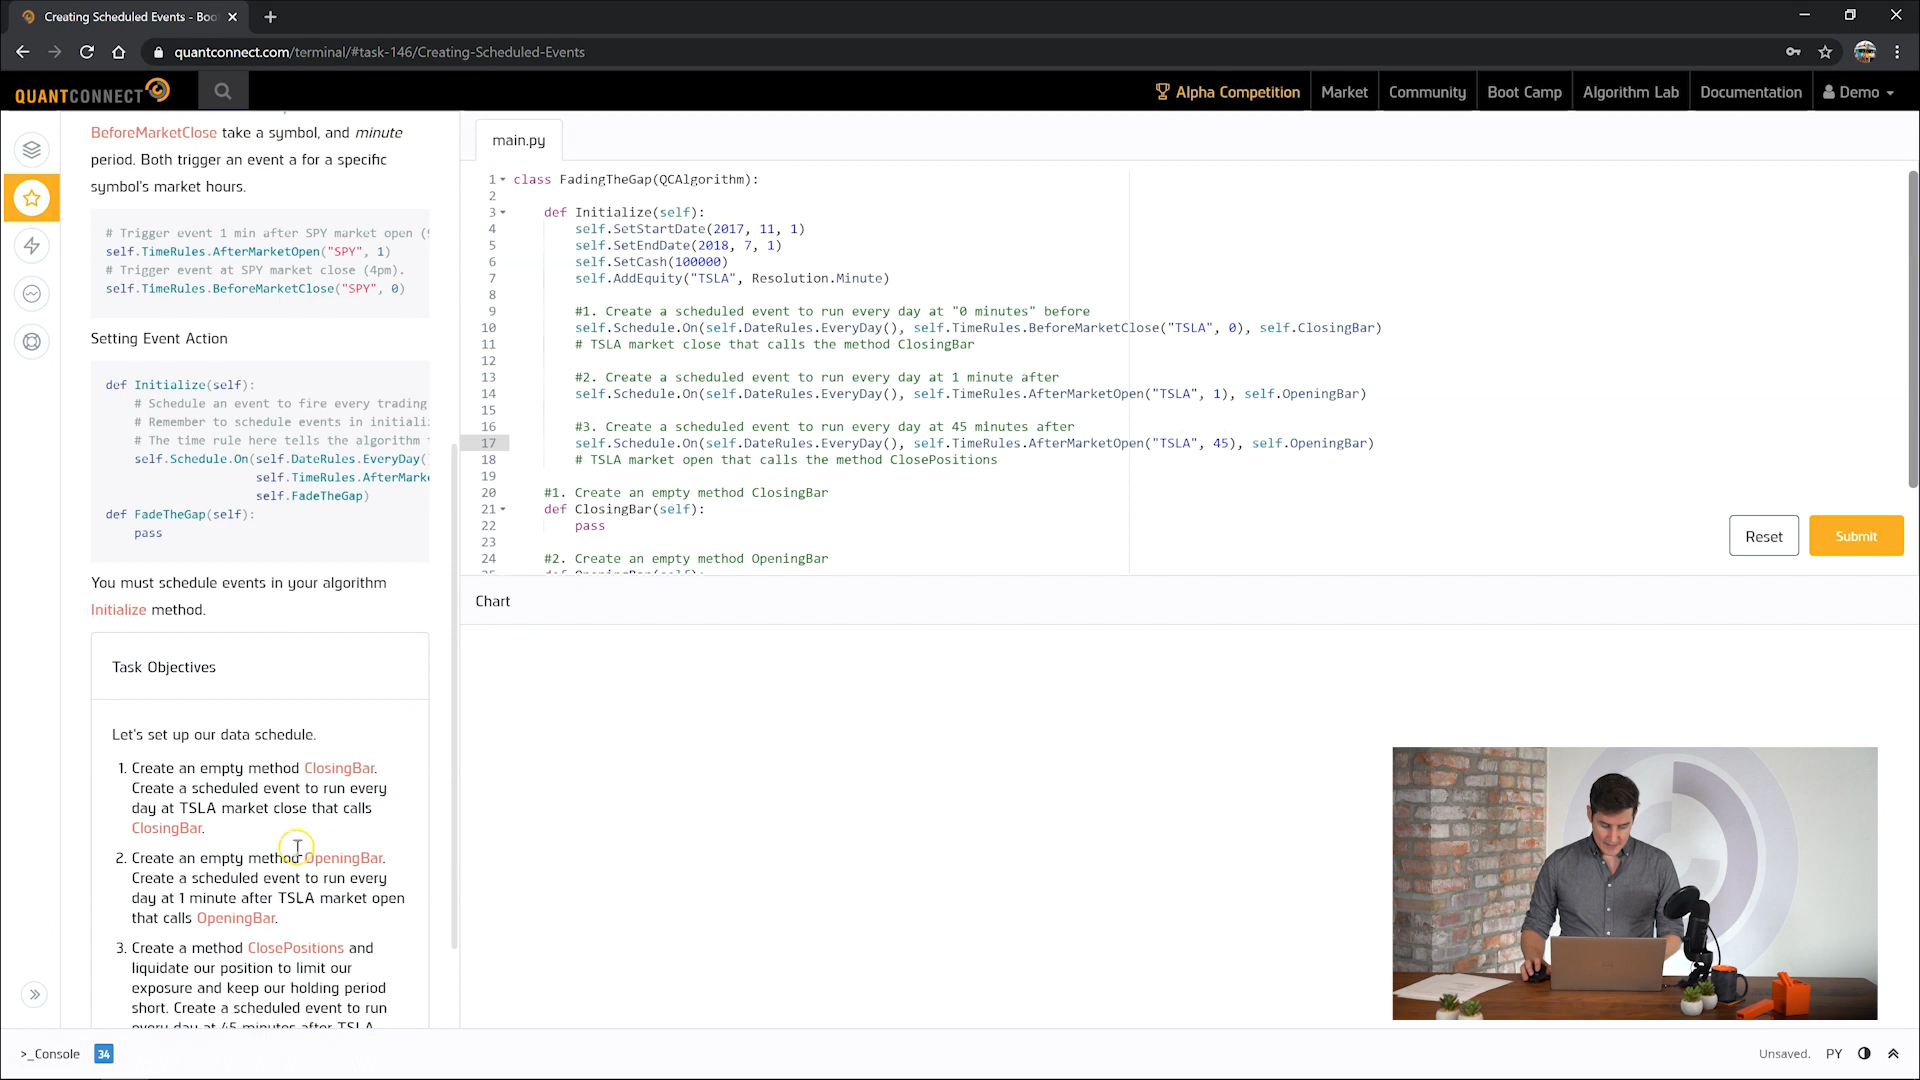 Creating Scheduled Events - Boo
quantconnect.com/terminal/#task-146/Creating-Scheduled-Events
QUANTCONNECT
Alpha Competition
Market
Community
Boot Camp
Algorithm Lab
Documentation
Demo
BeforeMarketClose take a symbol, and minute
period. Both trigger an event a for a specific
symbol's market hours.
# Trigger event 1 min after SPY market open (9
self.TimeRules.AfterMarketOpen("SPY", 1)
# Trigger event at SPY market close (4pm).
self.TimeRules.BeforeMarketClose("SPY", 0)
Setting Event Action
def Initialize(self):
# Schedule an event to fire every trading
# Remember to schedule events in initiali
# The time rule here tells the algorithm
self.Schedule.On(self.DateRules.EveryDay(
self.TimeRules.AfterMarke
self.FadeTheGap)
def FadeTheGap(self):
pass
You must schedule events in your algorithm
Initialize method.
Task Objectives
Let's set up our data schedule.
1. Create an empty method ClosingBar.
Create a scheduled event to run every
day at TSLA market close that calls
ClosingBar.
2. Create an empty method OpeningBar.
Create a scheduled event to run every
day at 1 minute after TSLA market open
that calls OpeningBar.
3. Create a method ClosePositions and
liquidate our position to limit our
exposure and keep our holding period
short. Create a scheduled event to run
every day at 45 minutes after TSLA
main.py
1 class FadingTheGap(QCAlgorithm):
2
3 def Initialize(self):
4 self.SetStartDate(2017, 11, 1)
5 self.SetEndDate(2018, 7, 1)
6 self.SetCash(100000)
7 self.AddEquity("TSLA", Resolution.Minute)
8
9 #1. Create a scheduled event to run every day at "0 minutes" before
10 self.Schedule.On(self.DateRules.EveryDay(), self.TimeRules.BeforeMarketClose("TSLA", 0), self.ClosingBar)
11 # TSLA market close that calls the method ClosingBar
12
13 #2. Create a scheduled event to run every day at 1 minute after
14 self.Schedule.On(self.DateRules.EveryDay(), self.TimeRules.AfterMarketOpen("TSLA", 1), self.OpeningBar)
15
16 #3. Create a scheduled event to run every day at 45 minutes after
17 self.Schedule.On(self.DateRules.EveryDay(), self.TimeRules.AfterMarketOpen("TSLA", 45), self.OpeningBar)
18 # TSLA market open that calls the method ClosePositions
19
20 #1. Create an empty method ClosingBar
21 def ClosingBar(self):
22 pass
23
24 #2. Create an empty method OpeningBar
25 def OpeningBar(self):
Reset
Submit
Chart
>_Console
34
Unsaved.
PY